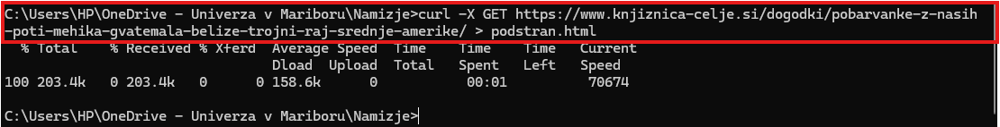 C:\Users\HP\OneDrive - Univerza v Mariboru\Namizje>curl -X GET https://www.knjiznica-celje.si/dogodki/pobarvanke-z-nasih
-poti-mehika-gvatemala-belize-trojni-raj-srednje-amerike/ > podstran.html
  % Total    % Received % Xferd  Average Speed  Time    Time    Time   Current
                                 Dload  Upload  Total   Spent   Left   Speed
100 203.4k   0 203.4k   0      0 158.6k      0           00:01          70674
C:\Users\HP\OneDrive - Univerza v Mariboru\Namizje>